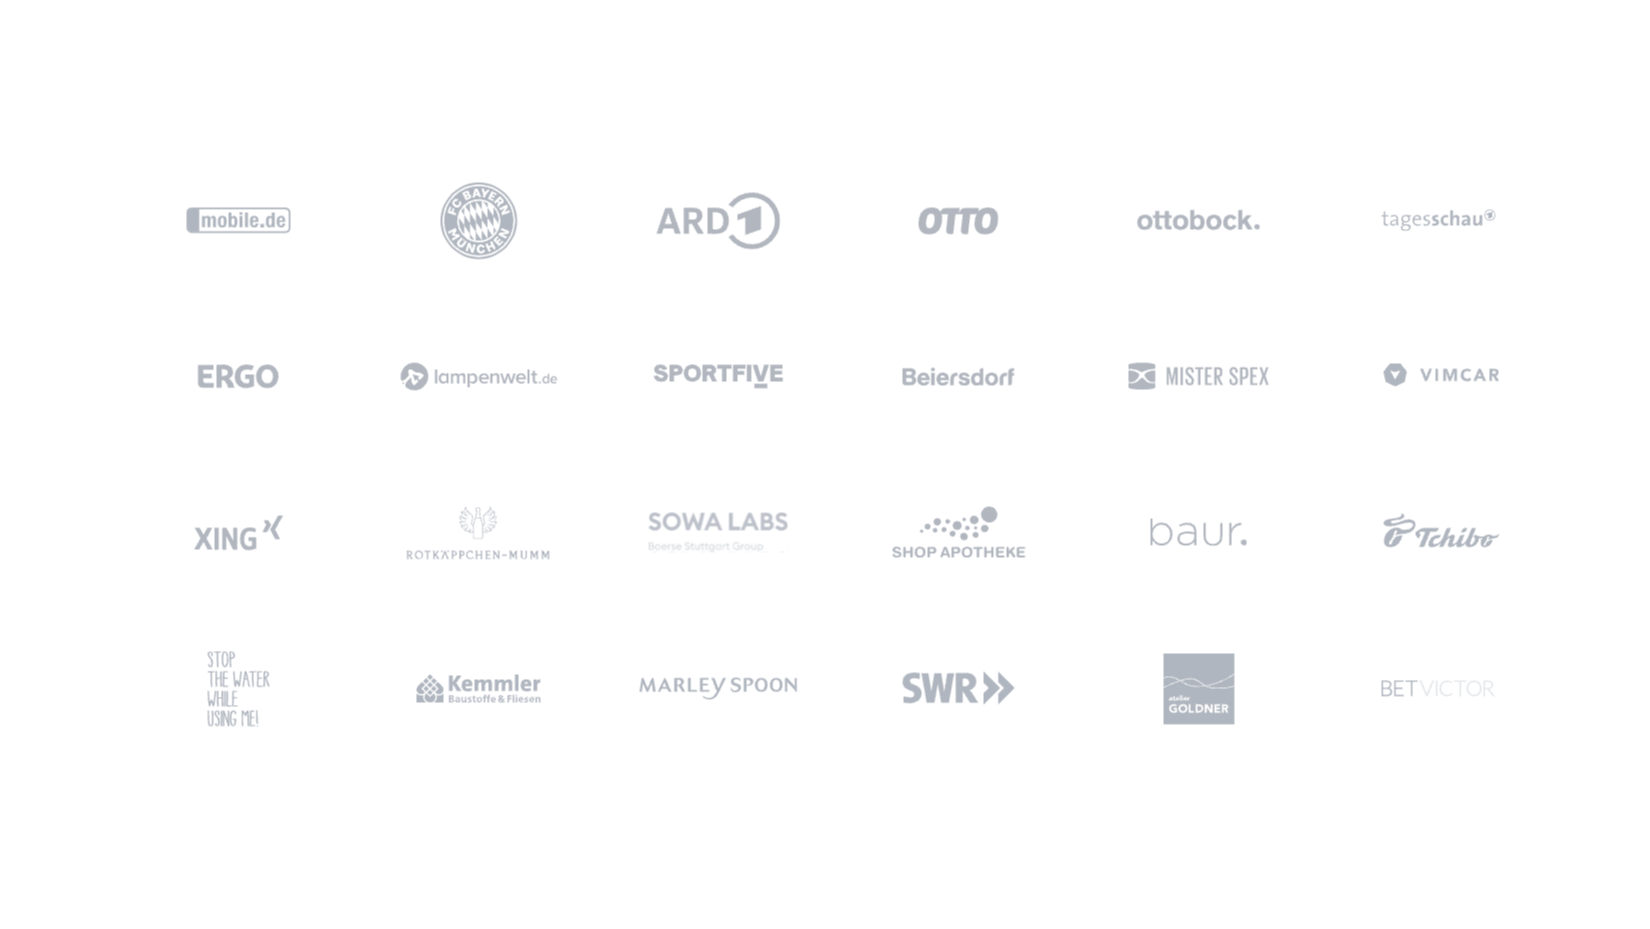 mobile.de
FC BAYERN
MÜNCHEN
ARD 1
OTTO
ottobock.
tagesschau
ERGO
lampenwelt.de
SPORTFIVE
Beiersdorf
MISTER SPEX
VIMCAR
XING
ROTKÄPPCHEN-MUMM
SOWA LABS
Boerse Stuttgart Group
SHOP APOTHEKE
baur.
Tchibo
STOP
THE WATER
WHILE
USING ME!
Kemmler
Baustoffe & Fliesen
MARLEY SPOON
SWR
atelier
GOLDNER
BETVICTOR